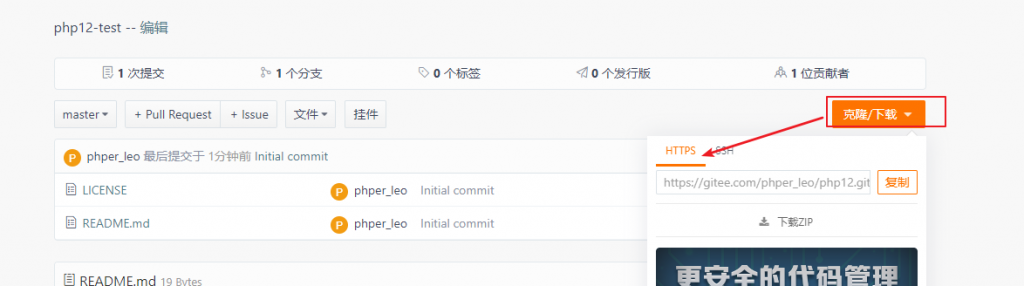 php12-test -- 编辑
1 次提交 1 个分支 0 个标签 0 个发行版 1 位贡献者
master + Pull Request + Issue 文件 挂件 克隆/下载
P phper_leo 最后提交于 1分钟前 Initial commit
HTTPS SSH
LICENSE P phper_leo Initial commit
https://gitee.com/phper_leo/php12.git 复制
README.md P phper_leo Initial commit
下载ZIP
README.md 19 Bytes
更安全的代码管理